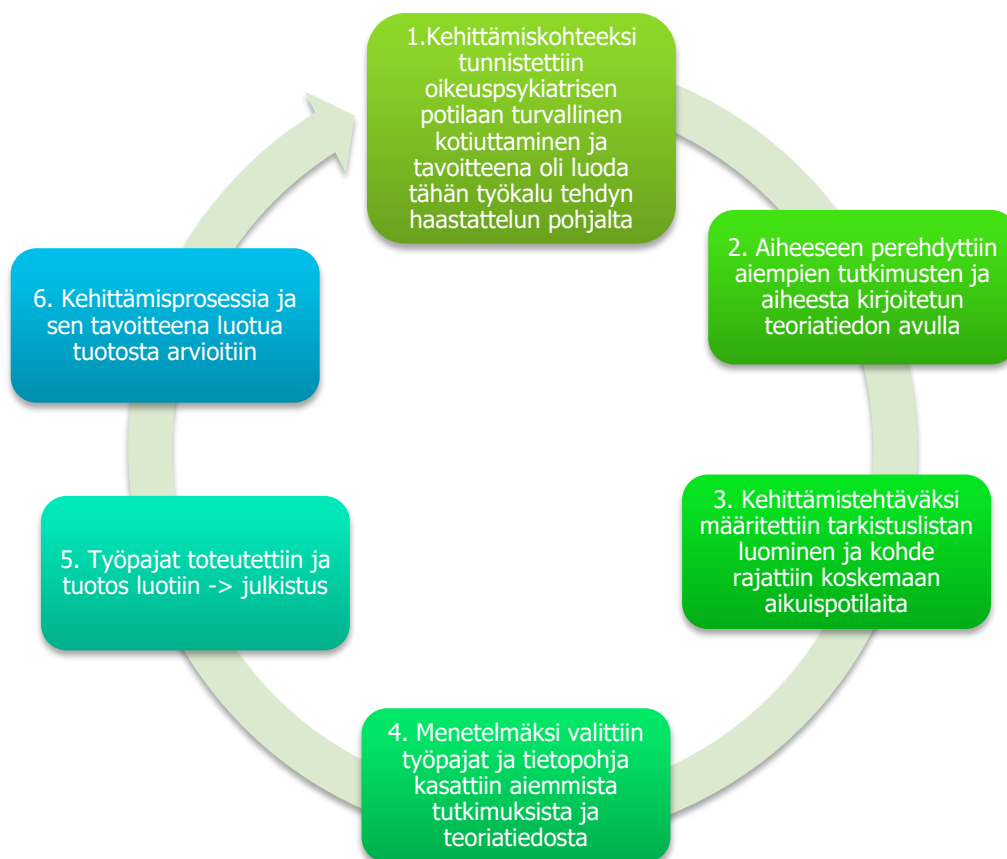 1.Kehittämiskohteeksi
tunnistettiin
oikeuspsykiatrisen
potilaan turvallinen
kotiuttaminen ja
tavoitteena oli luoda
tähän työkalu tehdyn
haastattelun pohjalta
2. Aiheeseen perehdyttiin
aiempien tutkimusten ja
aiheesta kirjoitetun
teoriatiedon avulla
3. Kehittämistehtäväksi
määritettiin tarkistuslistan
luominen ja kohde
rajattiin koskemaan
aikuispotilaita
4. Menetelmäksi valittiin
työpajat ja tietopohja
kasattiin aiemmista
tutkimuksista ja
teoriatiedosta
5. Työpajat toteutettiin ja
tuotos luotiin -> julkistus
6. Kehittämisprosessia ja
sen tavoitteena luotua
tuotosta arvioitiin